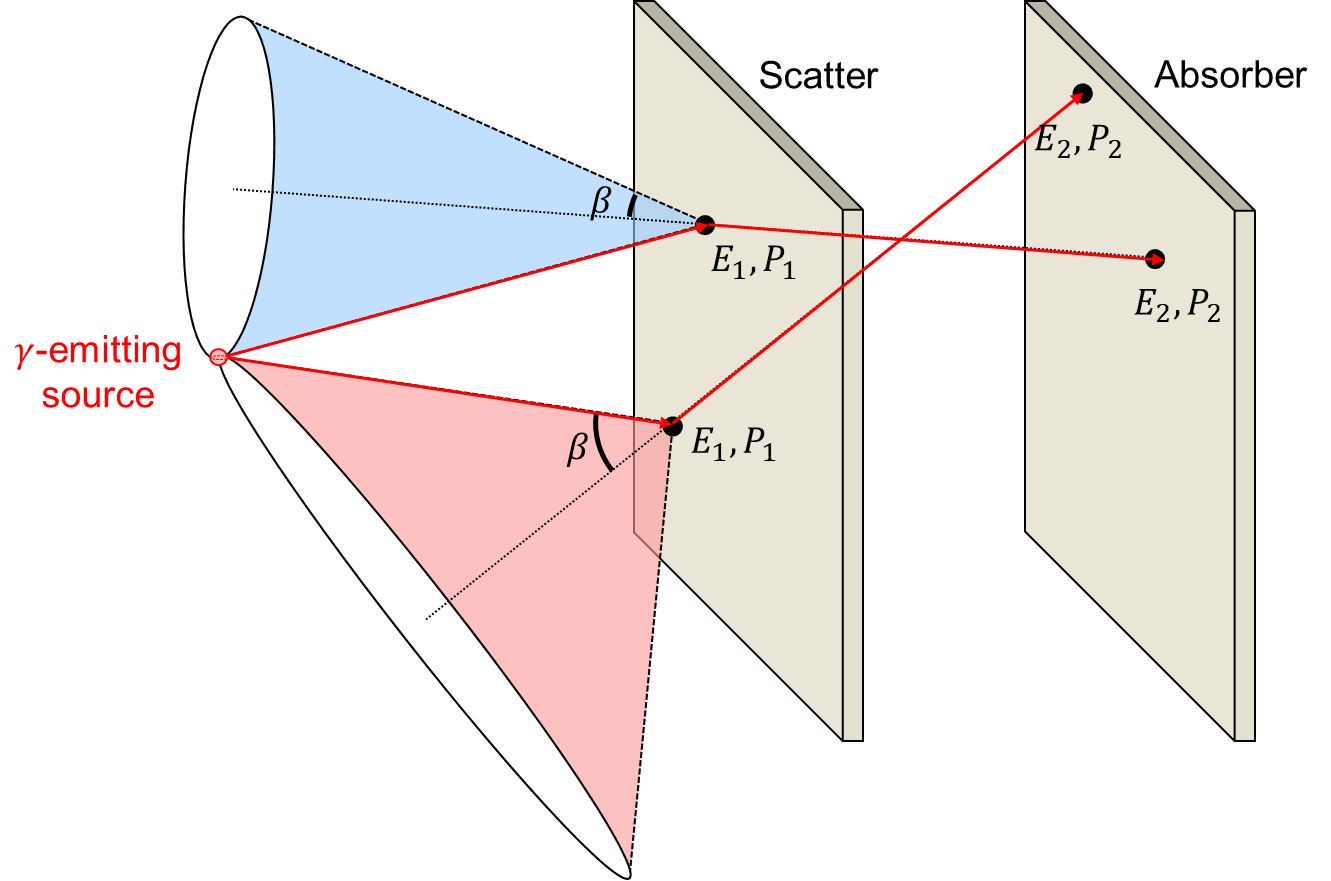 Scatter
Absorber
E₂, P₂
β
E₁, P₁
E₂, P₂
γ-emitting
source
β
E₁, P₁